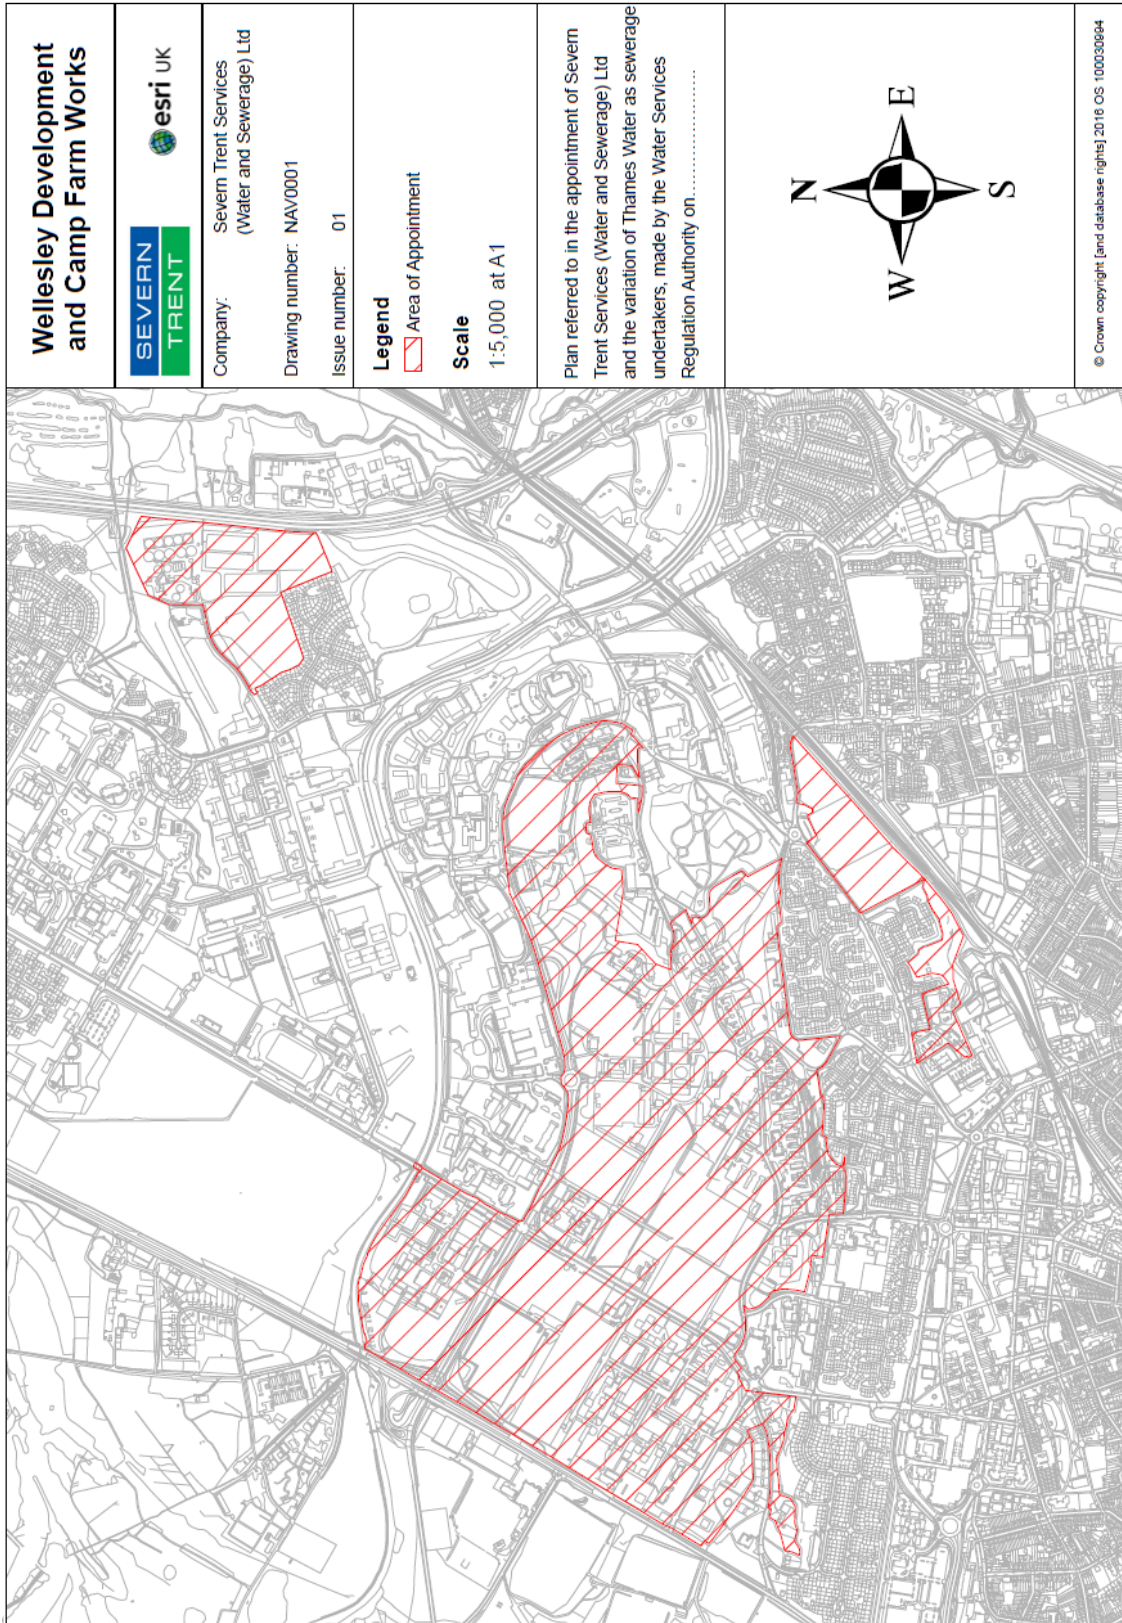 Wellesley Development
and Camp Farm Works
SEVERN
TRENT
esri UK
Company: Severn Trent Services
(Water and Sewerage) Ltd
Drawing number: NAV0001
Issue number: 01
Legend
Area of Appointment
Scale
1:5,000 at A1
Plan referred to in the appointment of Severn
Trent Services (Water and Sewerage) Ltd
and the variation of Thames Water as sewerage
undertakers, made by the Water Services
Regulation Authority on........................
N
W
E
S
© Crown copyright [and database rights] 2016 OS 100030994